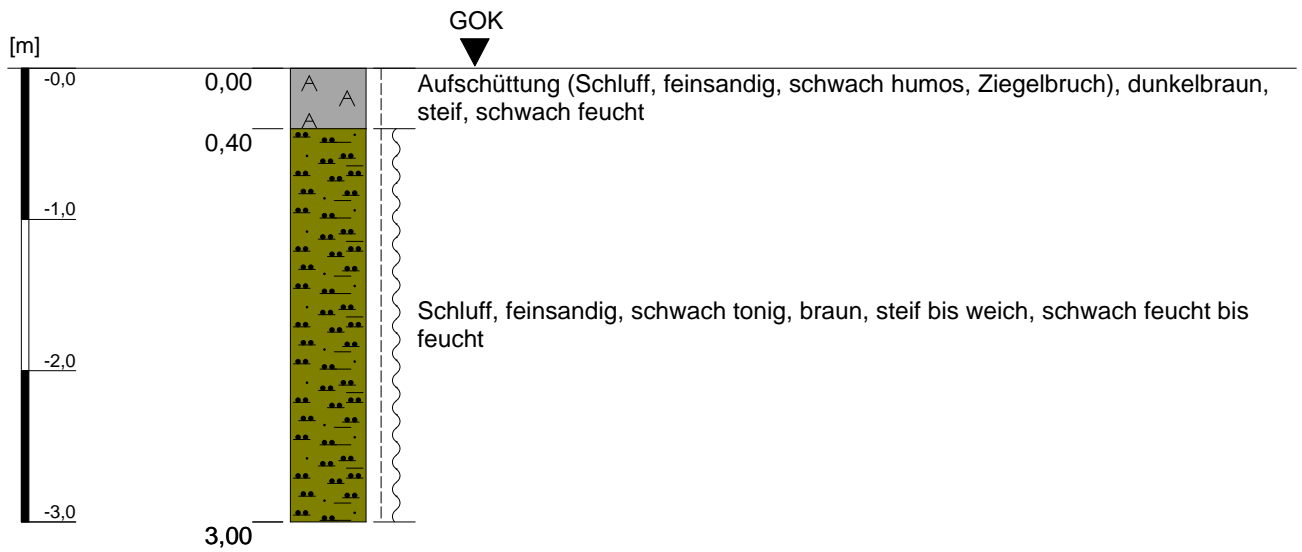 GOK
[m]
-0,0
0,00
Aufschüttung (Schluff, feinsandig, schwach humos, Ziegelbruch), dunkelbraun,
steif, schwach feucht
A
A
A
0,40
-1,0
Schluff, feinsandig, schwach tonig, braun, steif bis weich, schwach feucht bis
feucht
-2,0
-3,0
3,00